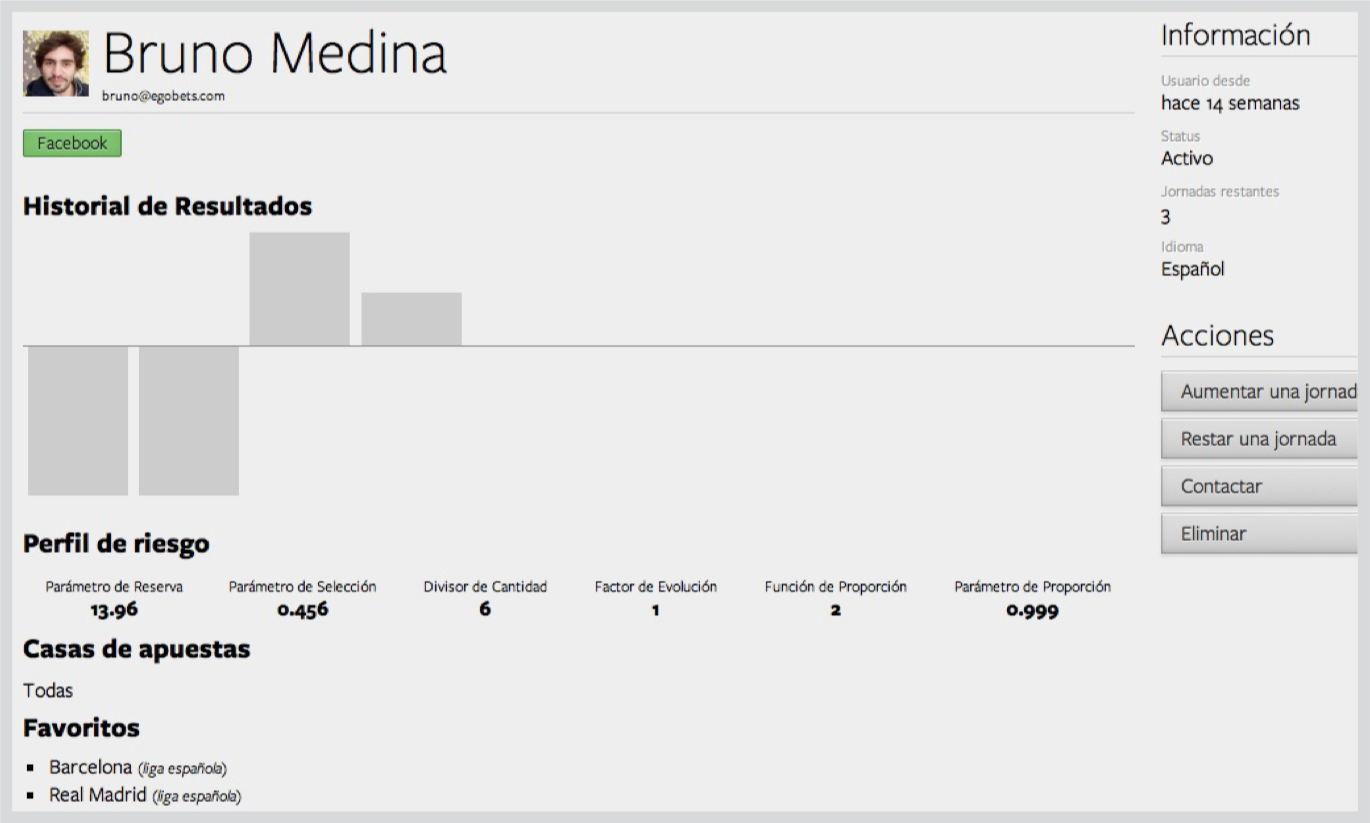 Bruno Medina
bruno@egobets.com
Facebook
Historial de Resultados
Perfil de riesgo
Parámetro de Reserva
13.96
Parámetro de Selección
0.456
Divisor de Cantidad
6
Factor de Evolución
1
Función de Proporción
2
Parámetro de Proporción
0.999
Casas de apuestas
Todas
Favoritos
Barcelona (liga española)
Real Madrid (liga española)
Información
Usuario desde
hace 14 semanas
Status
Activo
Jornadas restantes
3
Idioma
Español
Acciones
Aumentar una jornad
Restar una jornada
Contactar
Eliminar